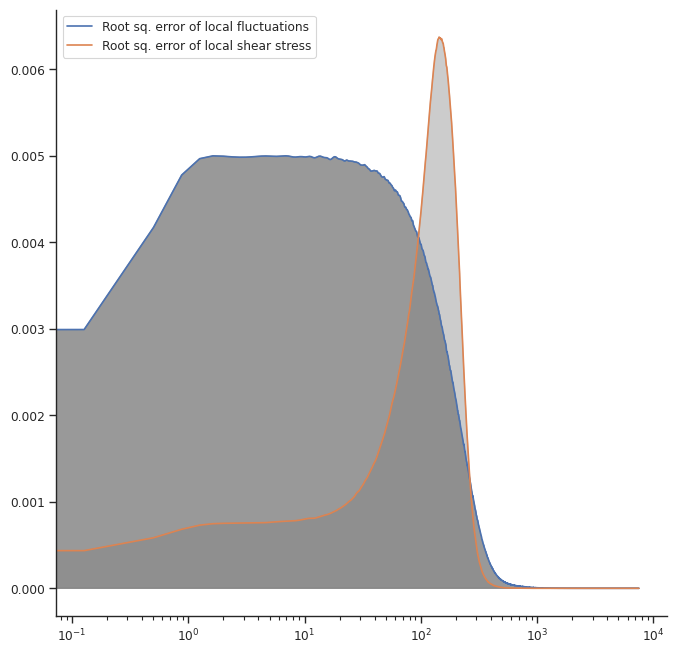 Root sq. error of local fluctuations
Root sq. error of local shear stress
0.006
0.005
0.004
0.003
0.002
0.001
0.000
10⁻¹ 10⁰ 10¹ 10² 10³ 10⁴